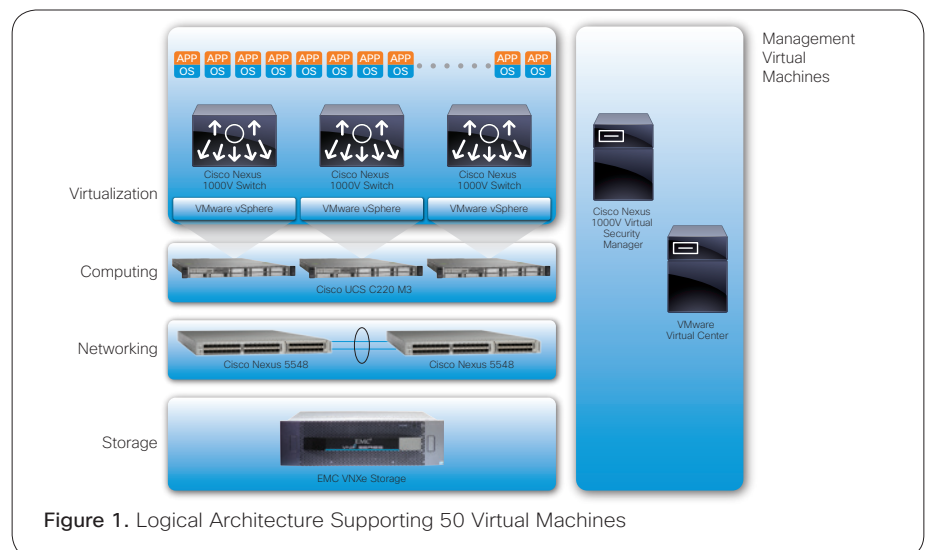 APP APP APP APP APP APP APP APP APP APP
OS OS OS OS OS OS OS OS OS OS
Cisco Nexus
1000V Switch
Cisco Nexus
1000V Switch
Cisco Nexus
1000V Switch
Virtualization
VMware vSphere
VMware vSphere
VMware vSphere
Computing
Cisco UCS C220 M3
Networking
Cisco Nexus 5548
Cisco Nexus 5548
Storage
EMC²
EMC VNXe Storage
Management
Virtual
Machines
Cisco Nexus
1000V Virtual
Security
Manager
VMware
Virtual Center
Figure 1. Logical Architecture Supporting 50 Virtual Machines